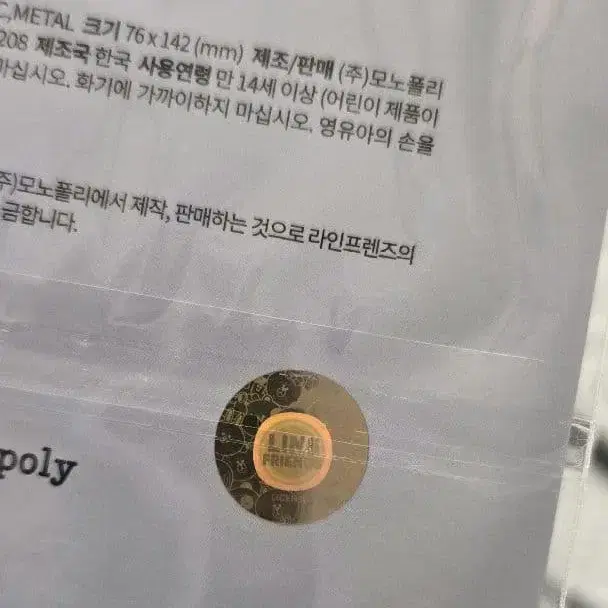 C,METAL 크기 76 x 142 (mm) 제조/판매 (주)모노폴리
208 제조국 한국 사용연령 만 14세 이상 (어린이 제품이
마십시오. 화기에 가까이하지 마십시오. 영유아의 손을
주)모노폴리에서 제작, 판매하는 것으로 라인프렌즈의
금합니다.
poly
LINE
FRIENDS